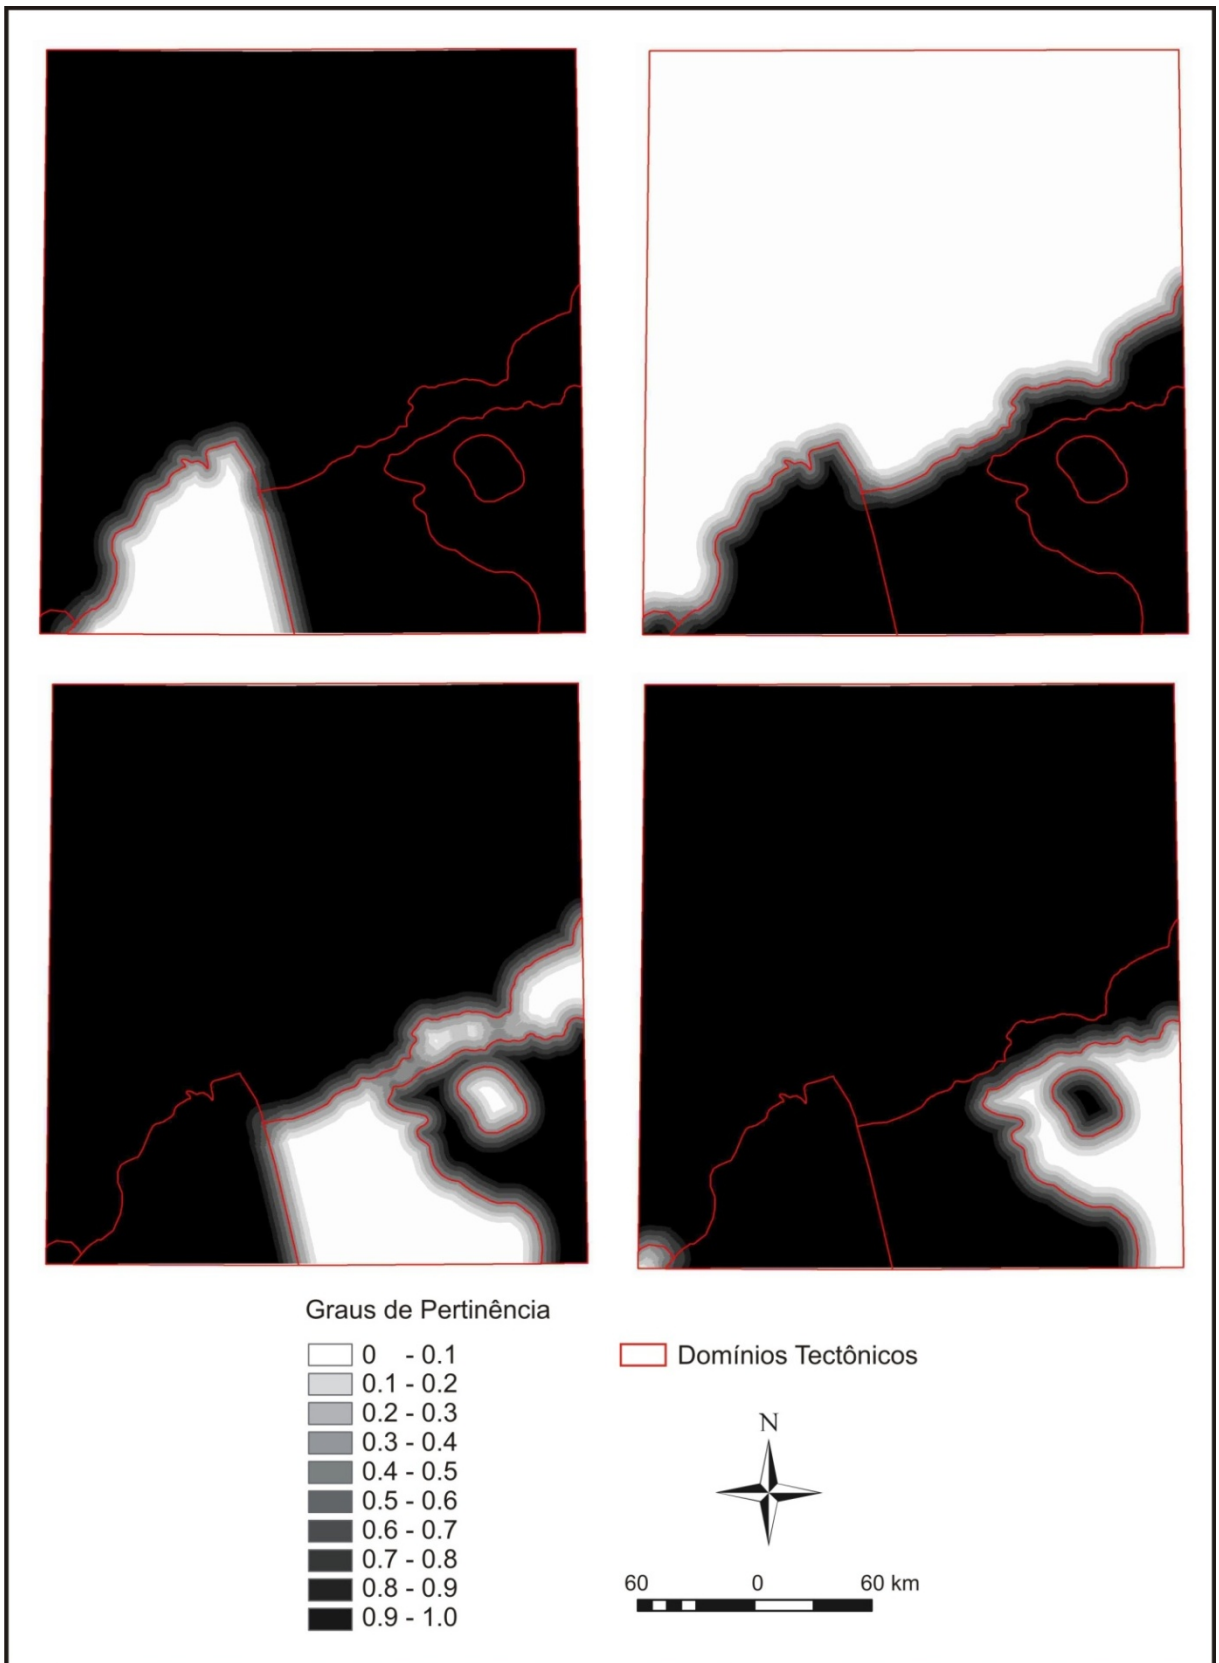 Graus de Pertinência
0 - 0.1
0.1 - 0.2
0.2 - 0.3
0.3 - 0.4
0.4 - 0.5
0.5 - 0.6
0.6 - 0.7
0.7 - 0.8
0.8 - 0.9
0.9 - 1.0
Domínios Tectônicos
N
60 0 60 km